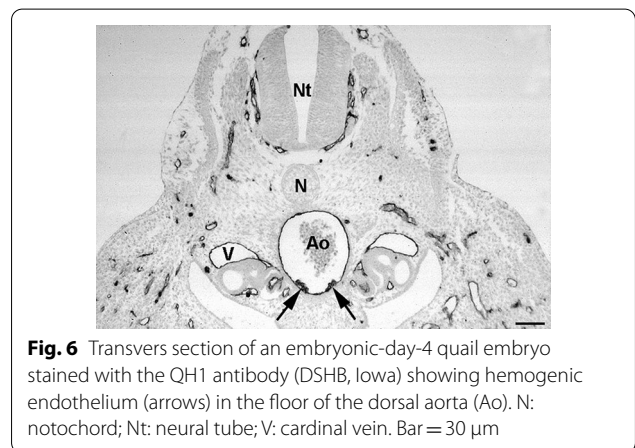 Nt
N
Ao
V
Fig. 6 Transvers section of an embryonic-day-4 quail embryo
stained with the QH1 antibody (DSHB, Iowa) showing hemogenic
endothelium (arrows) in the floor of the dorsal aorta (Ao). N:
notochord; Nt: neural tube; V: cardinal vein. Bar = 30 μm